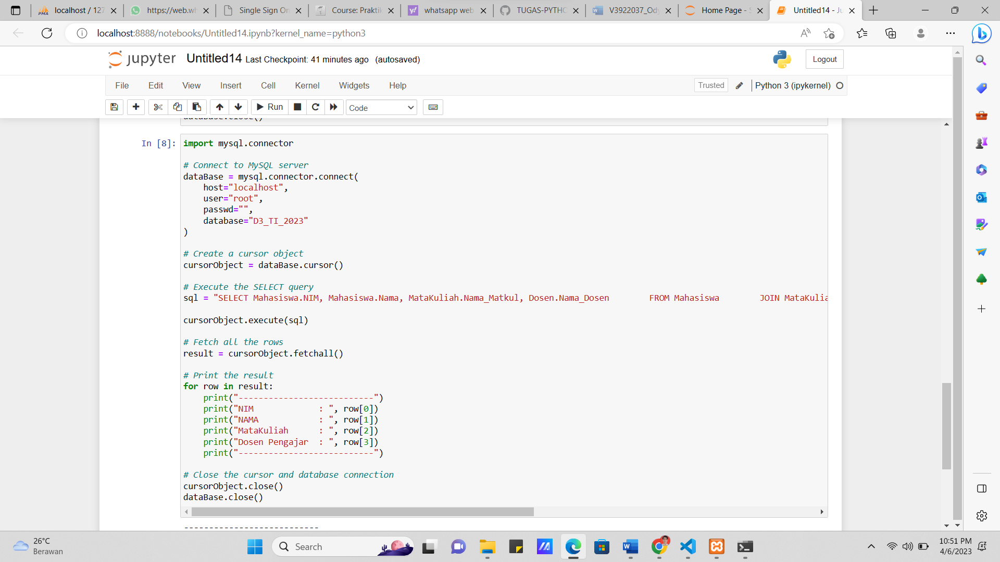 localhost / 127
https://web.wh
Single Sign On
Course: Prakti
whatsapp web
TUGAS-PYTHO
V3922037_Ody
Home Page - S
Untitled14 - Ju
localhost:8888/notebooks/Untitled14.ipynb?kernel_name=python3
jupyter Untitled14 Last Checkpoint: 41 minutes ago (autosaved)
Logout
File Edit View Insert Cell Kernel Widgets Help
Trusted
Python 3 (ipykernel)
Run
Code
dataBase.close()
In [8]: import mysql.connector
# Connect to MySQL server
dataBase = mysql.connector.connect(
    host="localhost",
    user="root",
    passwd="",
    database="D3_TI_2023"
)
# Create a cursor object
cursorObject = dataBase.cursor()
# Execute the SELECT query
sql = "SELECT Mahasiswa.NIM, Mahasiswa.Nama, MataKuliah.Nama_Matkul, Dosen.Nama_Dosen        FROM Mahasiswa        JOIN MataKulia
cursorObject.execute(sql)
# Fetch all the rows
result = cursorObject.fetchall()
# Print the result
for row in result:
    print("---------------------------")
    print("NIM             : ", row[0])
    print("NAMA            : ", row[1])
    print("MataKuliah      : ", row[2])
    print("Dosen Pengajar  : ", row[3])
    print("---------------------------")
# Close the cursor and database connection
cursorObject.close()
dataBase.close()
---------------------------
26°C
Berawan
Search
10:51 PM
4/6/2023